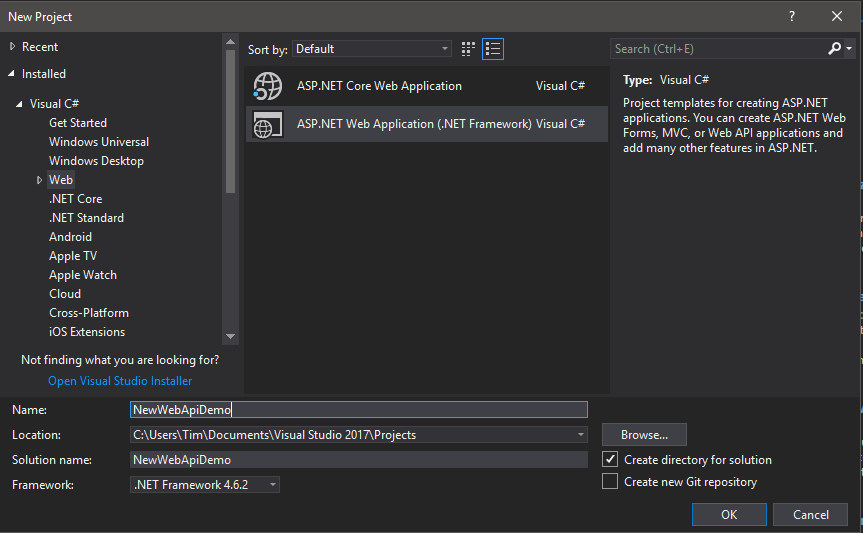 New Project
?
Recent
Installed
Visual C#
Get Started
Windows Universal
Windows Desktop
Web
.NET Core
.NET Standard
Android
Apple TV
Apple Watch
Cloud
Cross-Platform
iOS Extensions
Not finding what you are looking for?
Open Visual Studio Installer
Sort by: Default
ASP.NET Core Web Application Visual C#
ASP.NET Web Application (.NET Framework) Visual C#
Search (Ctrl+E)
Type: Visual C#
Project templates for creating ASP.NET
applications. You can create ASP.NET Web
Forms, MVC, or Web API applications and
add many other features in ASP.NET.
Name: NewWebApiDemo
Location: C:\Users\Tim\Documents\Visual Studio 2017\Projects
Browse...
Solution name: NewWebApiDemo
Create directory for solution
Framework: .NET Framework 4.6.2
Create new Git repository
OK Cancel